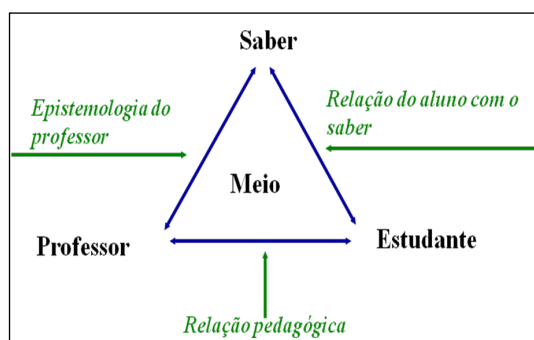 Saber
Epistemologia do
professor
Relação do aluno com o
saber
Meio
Professor
Estudante
Relação pedagógica